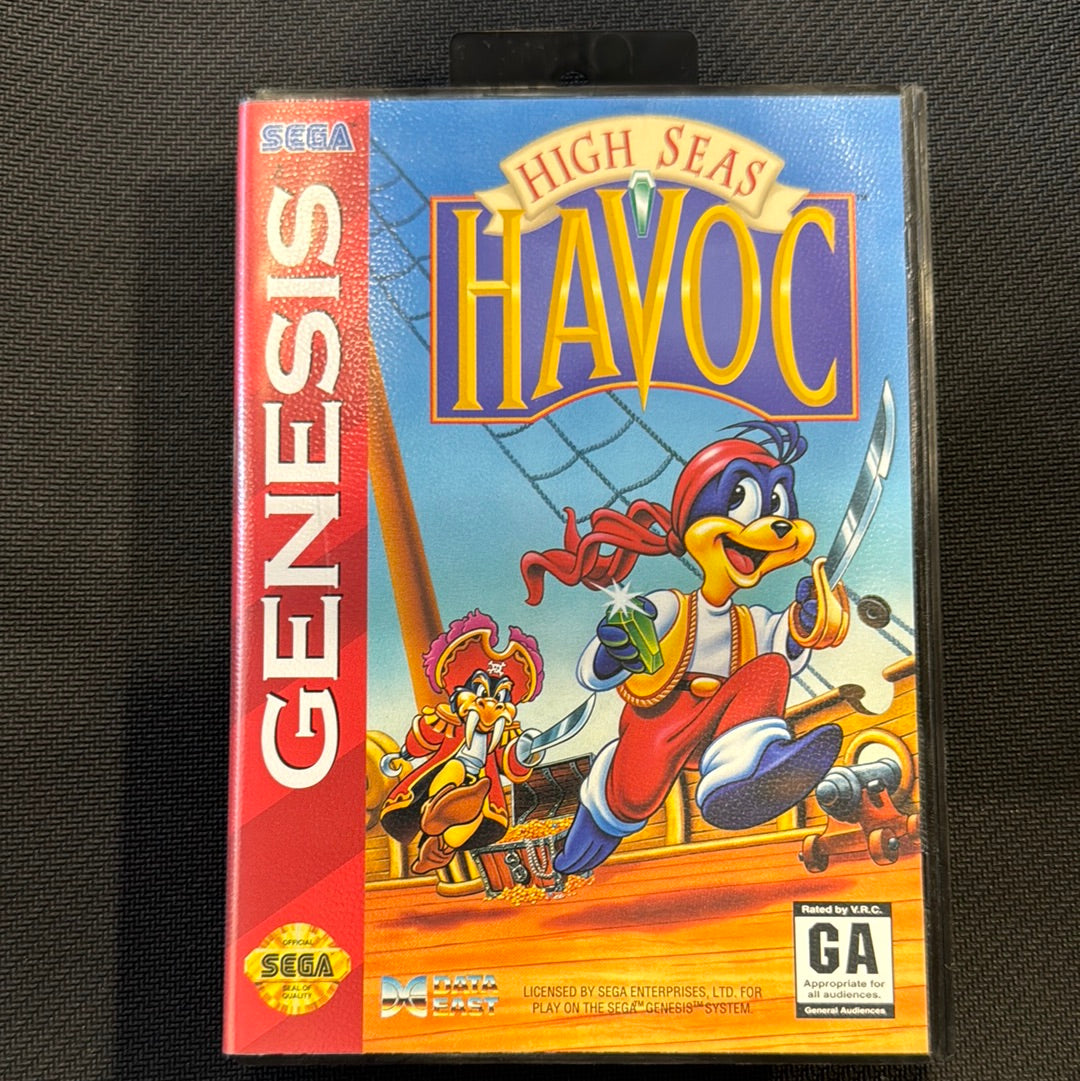 SEGA
GENESIS
HIGH SEAS
HAVOC™
OFFICIAL
SEGA
SEAL OF
QUALITY
DATA
EAST
LICENSED BY SEGA ENTERPRISES, LTD. FOR
PLAY ON THE SEGA™ GENESIS™ SYSTEM.
Rated by V.R.C.
GA
Appropriate for
all audiences.
General Audiences